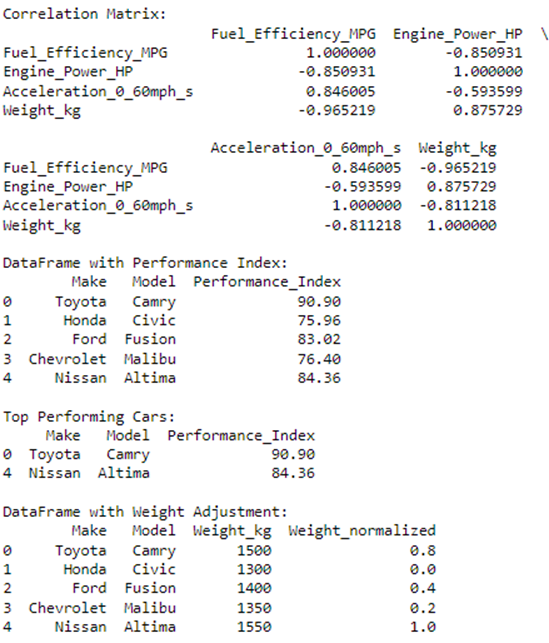 Correlation Matrix:
                      Fuel_Efficiency_MPG  Engine_Power_HP  \
Fuel_Efficiency_MPG              1.000000        -0.850931
Engine_Power_HP                 -0.850931         1.000000
Acceleration_0_60mph_s           0.846005        -0.593599
Weight_kg                       -0.965219         0.875729

                      Acceleration_0_60mph_s  Weight_kg
Fuel_Efficiency_MPG                 0.846005  -0.965219
Engine_Power_HP                    -0.593599   0.875729
Acceleration_0_60mph_s              1.000000  -0.811218
Weight_kg                          -0.811218   1.000000

DataFrame with Performance Index:
        Make   Model  Performance_Index
0     Toyota   Camry              90.90
1      Honda   Civic              75.96
2       Ford  Fusion              83.02
3  Chevrolet  Malibu              76.40
4     Nissan  Altima              84.36

Top Performing Cars:
     Make   Model  Performance_Index
0  Toyota   Camry              90.90
4  Nissan  Altima              84.36

DataFrame with Weight Adjustment:
        Make   Model  Weight_kg  Weight_normalized
0     Toyota   Camry       1500                0.8
1      Honda   Civic       1300                0.0
2       Ford  Fusion       1400                0.4
3  Chevrolet  Malibu       1350                0.2
4     Nissan  Altima       1550                1.0